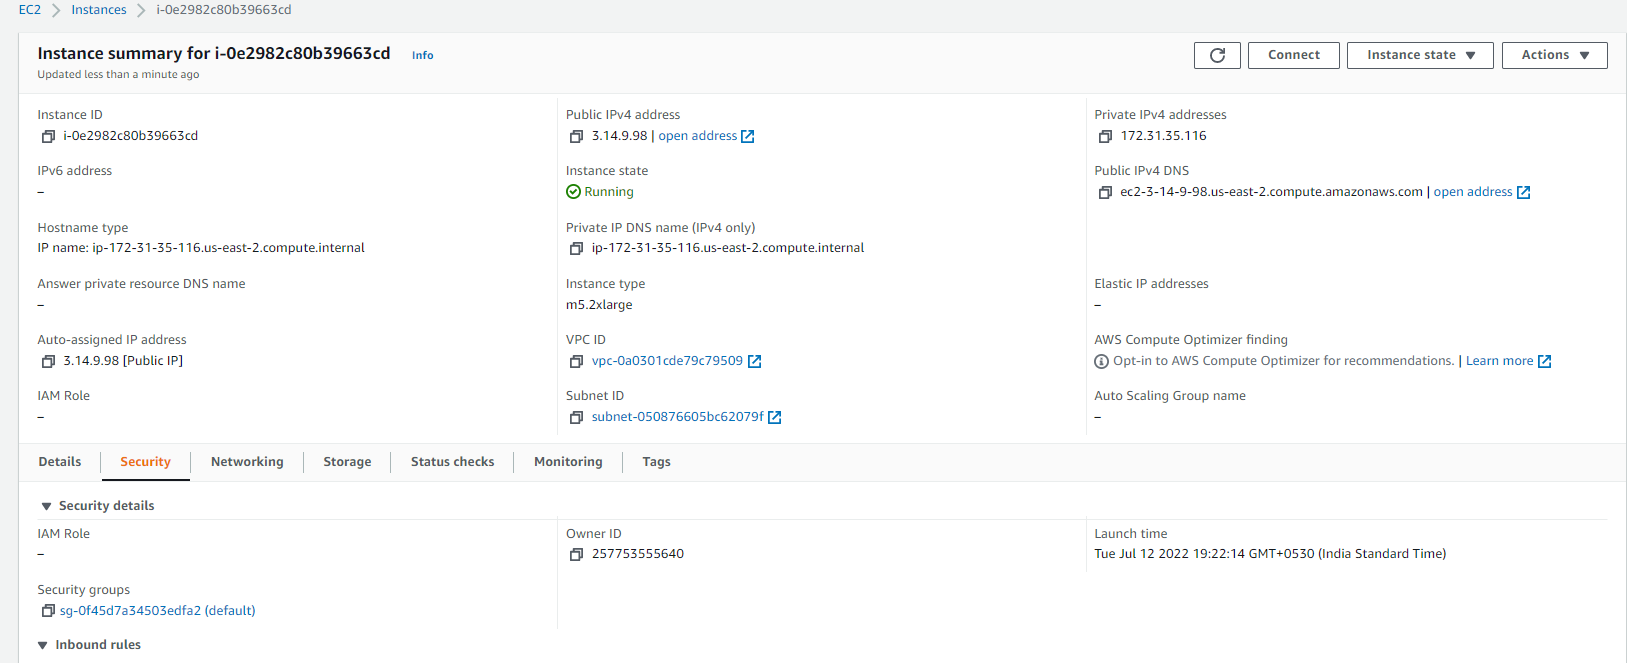 EC2 > Instances > i-0e2982c80b39663cd
Instance summary for i-0e2982c80b39663cd Info
Updated less than a minute ago
Connect
Instance state
Actions
Instance ID
i-0e2982c80b39663cd
Public IPv4 address
3.14.9.98 | open address
Private IPv4 addresses
172.31.35.116
IPv6 address
–
Instance state
Running
Public IPv4 DNS
ec2-3-14-9-98.us-east-2.compute.amazonaws.com | open address
Hostname type
IP name: ip-172-31-35-116.us-east-2.compute.internal
Private IP DNS name (IPv4 only)
ip-172-31-35-116.us-east-2.compute.internal
Answer private resource DNS name
–
Instance type
m5.2xlarge
Elastic IP addresses
–
Auto-assigned IP address
3.14.9.98 [Public IP]
VPC ID
vpc-0a0301cde79c79509
AWS Compute Optimizer finding
Opt-in to AWS Compute Optimizer for recommendations. | Learn more
IAM Role
–
Subnet ID
subnet-050876605bc62079f
Auto Scaling Group name
–
Details
Security
Networking
Storage
Status checks
Monitoring
Tags
Security details
IAM Role
–
Owner ID
257753555640
Launch time
Tue Jul 12 2022 19:22:14 GMT+0530 (India Standard Time)
Security groups
sg-0f45d7a34503edfa2 (default)
Inbound rules